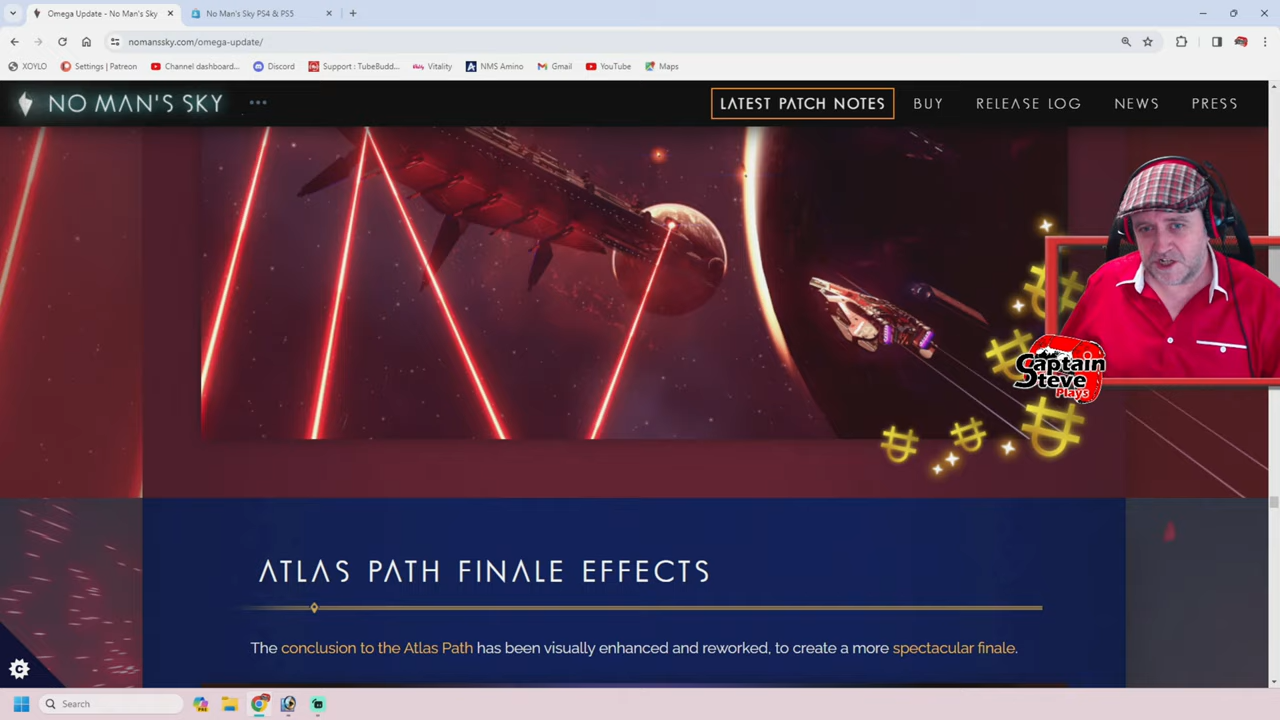 Omega Update - No Man's Sky
No Man's Sky PS4 & PS5
nomanssky.com/omega-update/
XOYLO
Settings | Patreon
Channel dashboard...
Discord
Support : TubeBudd...
Vitality
NMS Amino
Gmail
YouTube
Maps
NO MAN'S SKY
LATEST PATCH NOTES
BUY
RELEASE LOG
NEWS
PRESS
Captain
Steve
Plays
ATLAS PATH FINALE EFFECTS
The conclusion to the Atlas Path has been visually enhanced and reworked, to create a more spectacular finale.
Search